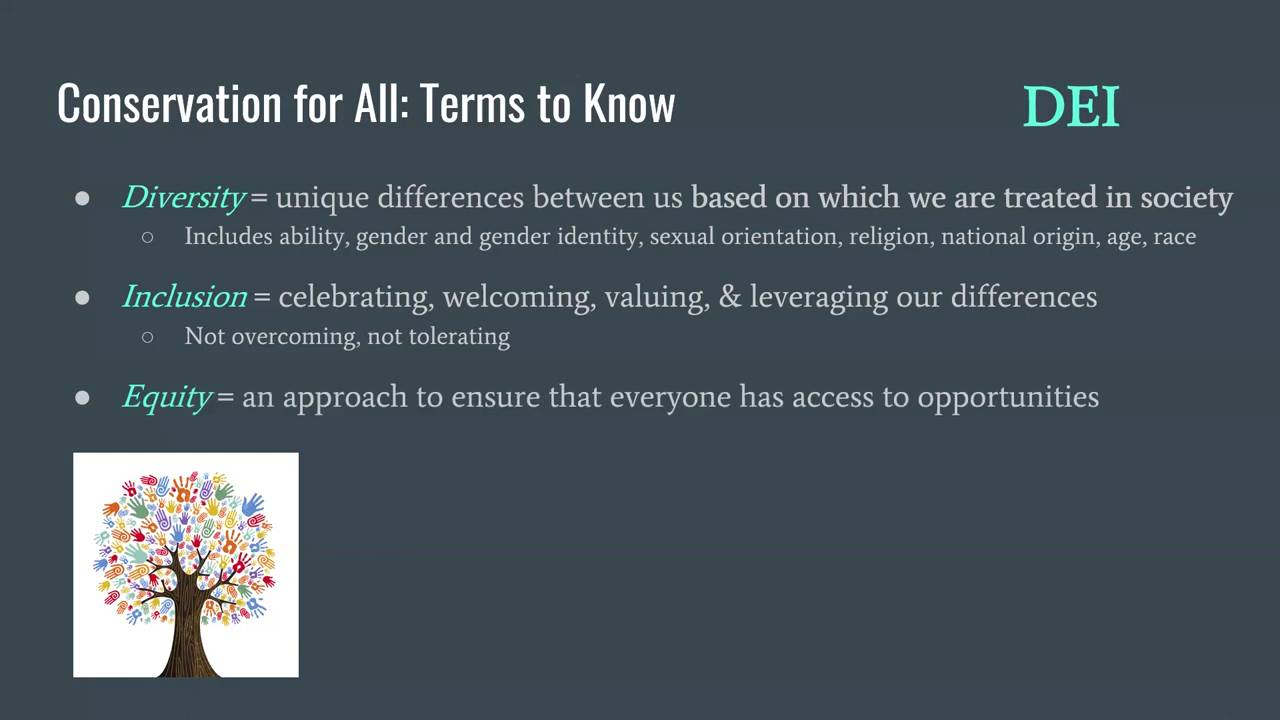 Conservation for All: Terms to Know
DEI
● Diversity = unique differences between us based on which we are treated in society
○ Includes ability, gender and gender identity, sexual orientation, religion, national origin, age, race
● Inclusion = celebrating, welcoming, valuing, & leveraging our differences
○ Not overcoming, not tolerating
● Equity = an approach to ensure that everyone has access to opportunities